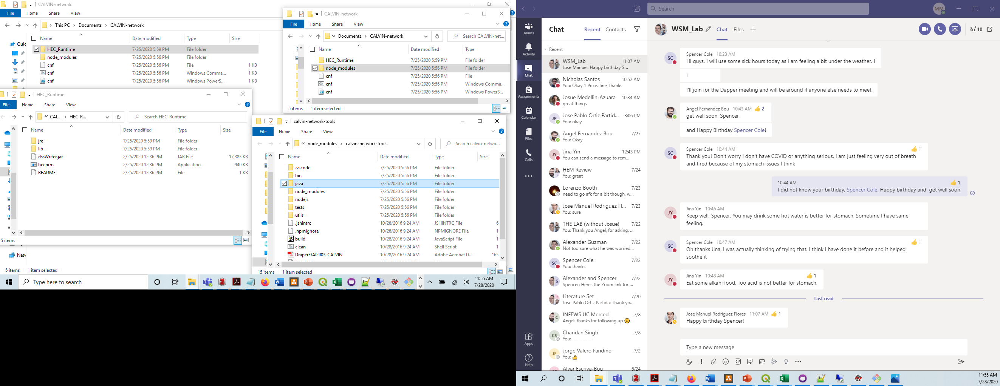 CALVIN-network
File Home Share View
This PC > Documents > CALVIN-network
Name Date modified Type Size
HEC_Runtime 7/25/2020 5:59 PM File folder
node_modules 7/25/2020 5:56 PM File folder
cnf 7/25/2020 5:56 PM File 1 KB
cnf 7/25/2020 5:56 PM Windows Comma... 1 KB
cnf 7/25/2020 5:56 PM Windows PowerS... 1 KB
Quic
Netv
5 items 1 item selected
CALVIN-network
File Home Share View
Documents > CALVIN-network Search CALVIN-net...
Name Date modified Type
HEC_Runtime 7/25/2020 5:59 PM File folder
node_modules 7/25/2020 5:56 PM File folder
cnf 7/25/2020 5:56 PM File
cnf 7/25/2020 5:56 PM Windows Comma...
cnf 7/25/2020 5:56 PM Windows PowerS...
5 items 1 item selected
HEC_Runtime
File Home Share View
CAL... > HEC_R... Search HEC_Runtime
Name Date modified Type Size
jre 7/25/2020 5:59 PM File folder
lib 7/25/2020 5:59 PM File folder
dssWriter.jar 2/25/2020 12:36 PM JAR File 17,383 KB
hecprm 2/25/2020 12:36 PM Application 940 KB
README 2/25/2020 12:36 PM File 1 KB
5 items
calvin-network-tools
File Home Share View
node_modules > calvin-network-tools Search calvin-netwo...
Name Date modified Type Size
.vscode 7/25/2020 5:56 PM File folder
bin 7/25/2020 5:56 PM File folder
java 7/25/2020 5:56 PM File folder
node_modules 7/25/2020 5:56 PM File folder
nodejs 7/25/2020 5:56 PM File folder
tests 7/25/2020 5:56 PM File folder
utils 7/25/2020 5:56 PM File folder
.jshintrc 10/28/2016 9:24 AM JSHINTRC File 6
.npmignore 10/28/2016 9:24 AM NPMIGNORE File 1
build 10/28/2016 9:24 AM JavaScript File 1
clean 10/28/2016 9:24 AM Shell Script 1
DraperEtAl2003_CALVIN 10/28/2016 9:24 AM Adobe Acrobat D... 165
15 items 1 item selected
Type here to search
11:55 AM
7/28/2020
Search
MM
Teams
Activity
Chat
Assignments
Calendar
Files
Calls
Apps
Help
Chat Recent Contacts
Recent
WSM_Lab 11:07 AM
Jose Manuel: Happy birthday S...
Nicholas Santos 10:52 AM
You: Okay 1 Pm is fine, thanks
Josue Medellin-Azuara 10:34 AM
great things
JP
Jose Pablo Ortiz Partid... 3:06 PM
You: okay
Angel Fernandez Bou 7/27
You: Okay
JY
Jina Yin 12:43 PM
You can send a message to rem...
HEM Review 7/24
You: great
Lorenzo Booth 7/23
need to go afk for a bit though, w...
Jose Manuel Rodriguez Fl... 7/23
You: sure
THE LAB (without Josue) 7/22
You: Thank you Angel, for asking. ...
Alexander Guzman 7/22
Not too sure what he was worried...
SC
Spencer Cole 7/22
You: thanks
S
Alexander and Spencer 7/22
Spencer: Heres the Zoom link for ...
A
Literature Set 7/20
Jose Pablo Ortiz Partida: Thank yo...
C
INFEWS UC Merced 7/8
Angel: thanks for following up 🙂
CS
Chandan Singh 7/8
You: ----------
JF
Jorge Valero Fandino 7/2
You: 👍
Alvar Escriva-Bou 6/24
WSM_Lab Chat Files 10
SC
Spencer Cole 10:23 AM
Hi guys, I will use some sick hours today as I am feeling a bit under the weather. I
I
I'll join for the Dapper meeting and will be around if anyone else needs to meet
Angel Fernandez Bou 10:43 AM 👍 2
get well soon, Spencer
and Happy Birthday Spencer Cole!
SC
Spencer Cole 10:44 AM 👍 1
Thank you! Don't worry I don't have COVID or anything serious, I am just feeling very out of breath
and tired because of my stomach issues I think
10:44 AM 👍 1
I did not know your birthday, Spencer Cole. Happy birthday and get well soon.
JY
Jina Yin 10:46 AM
Keep well, Spencer. You may drink some hot water is better for stomach. Sometime I have same
feeling.
SC
Spencer Cole 10:47 AM 👍 1
Oh thanks Jina, I was actually thinking of trying that. I think I have done it before and it helped
soothe it
JY
Jina Yin 10:48 AM 👍 1
Eat some alkahi food. Too acid is not better for stomach.
Last read
Jose Manuel Rodriguez Flores 11:07 AM 👍 1
Happy birthday Spencer!
Type a new message
GIF
11:55 AM
7/28/2020